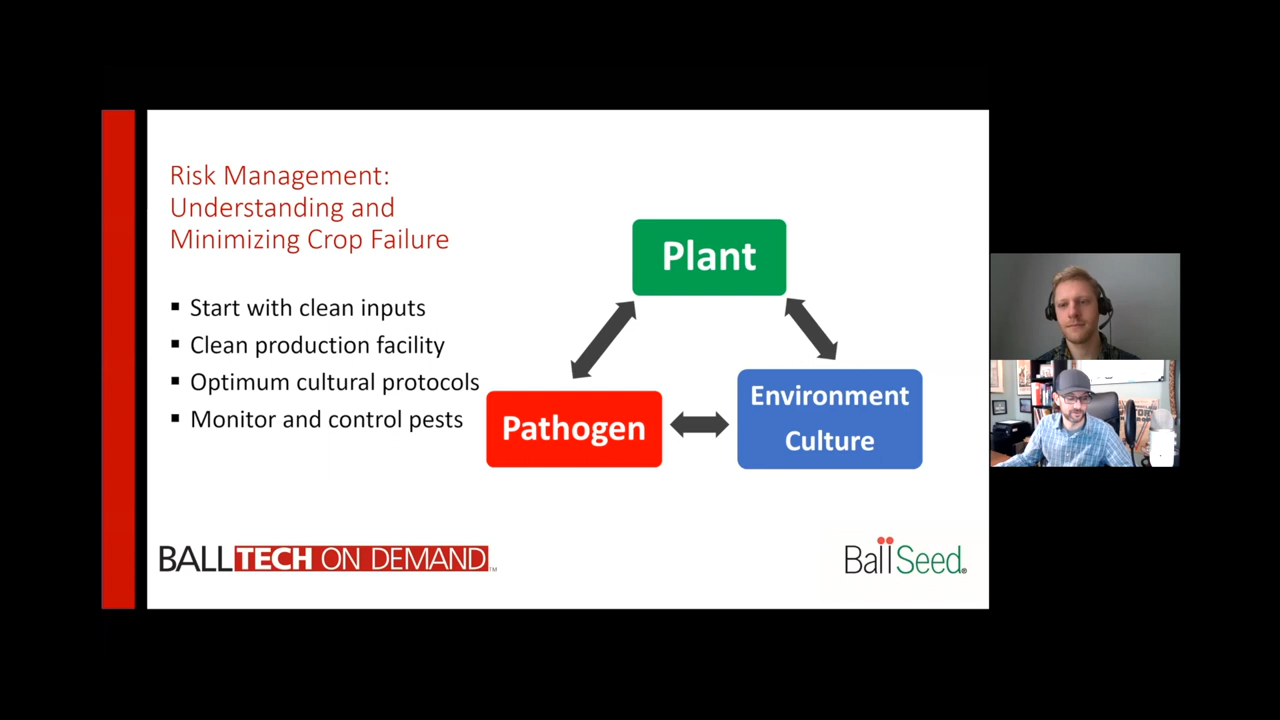 Risk Management:
Understanding and
Minimizing Crop Failure
Start with clean inputs
Clean production facility
Optimum cultural protocols
Monitor and control pests
Plant
Pathogen
Environment
Culture
BALLTECH ON DEMAND™
Ball Seed®